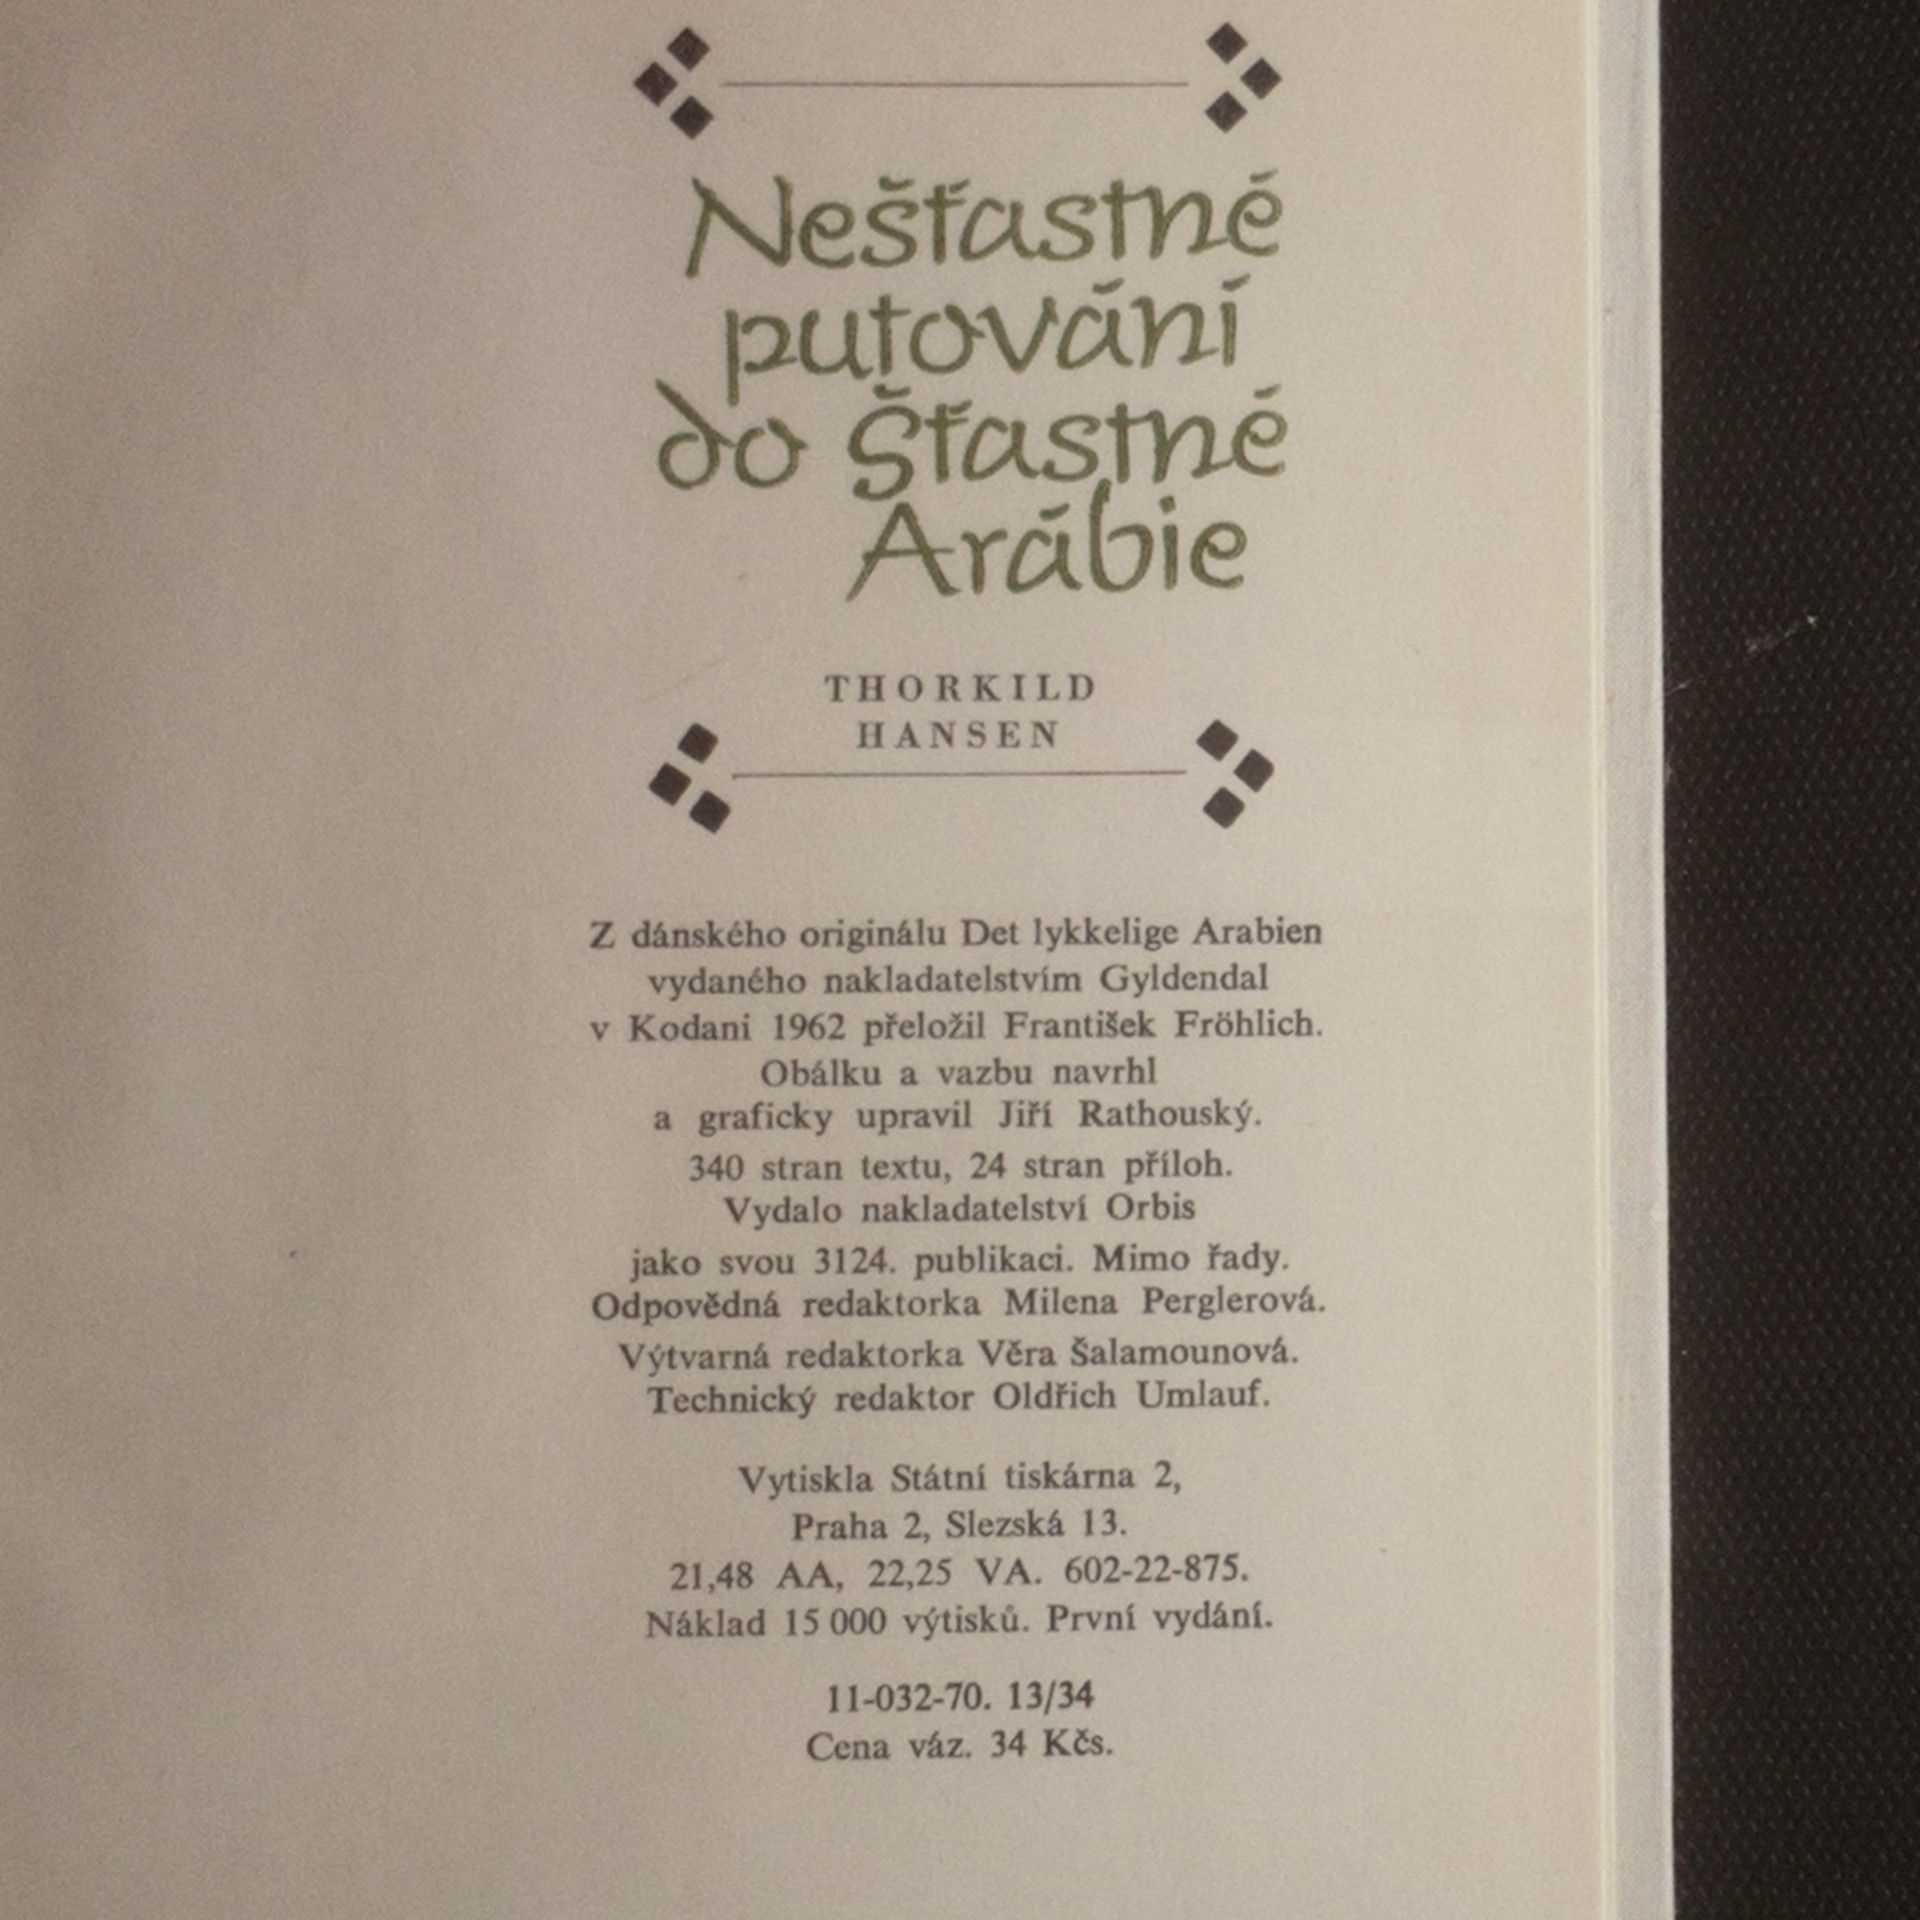 Nešťastné
putování
do Šťastné
Arábie
THORKILD
HANSEN
Z dánského originálu Det lykkelige Arabien
vydaného nakladatelstvím Gyldendal
v Kodani 1962 přeložil František Fröhlich.
Obálku a vazbu navrhl
a graficky upravil Jiří Rathouský.
340 stran textu, 24 stran příloh.
Vydalo nakladatelství Orbis
jako svou 3124. publikaci. Mimo řady.
Odpovědná redaktorka Milena Perglerová.
Výtvarná redaktorka Věra Šalamounová.
Technický redaktor Oldřich Umlauf.
Vytiskla Státní tiskárna 2,
Praha 2, Slezská 13.
21,48 AA, 22,25 VA. 602-22-875.
Náklad 15 000 výtisků. První vydání.
11-032-70. 13/34
Cena váz. 34 Kčs.